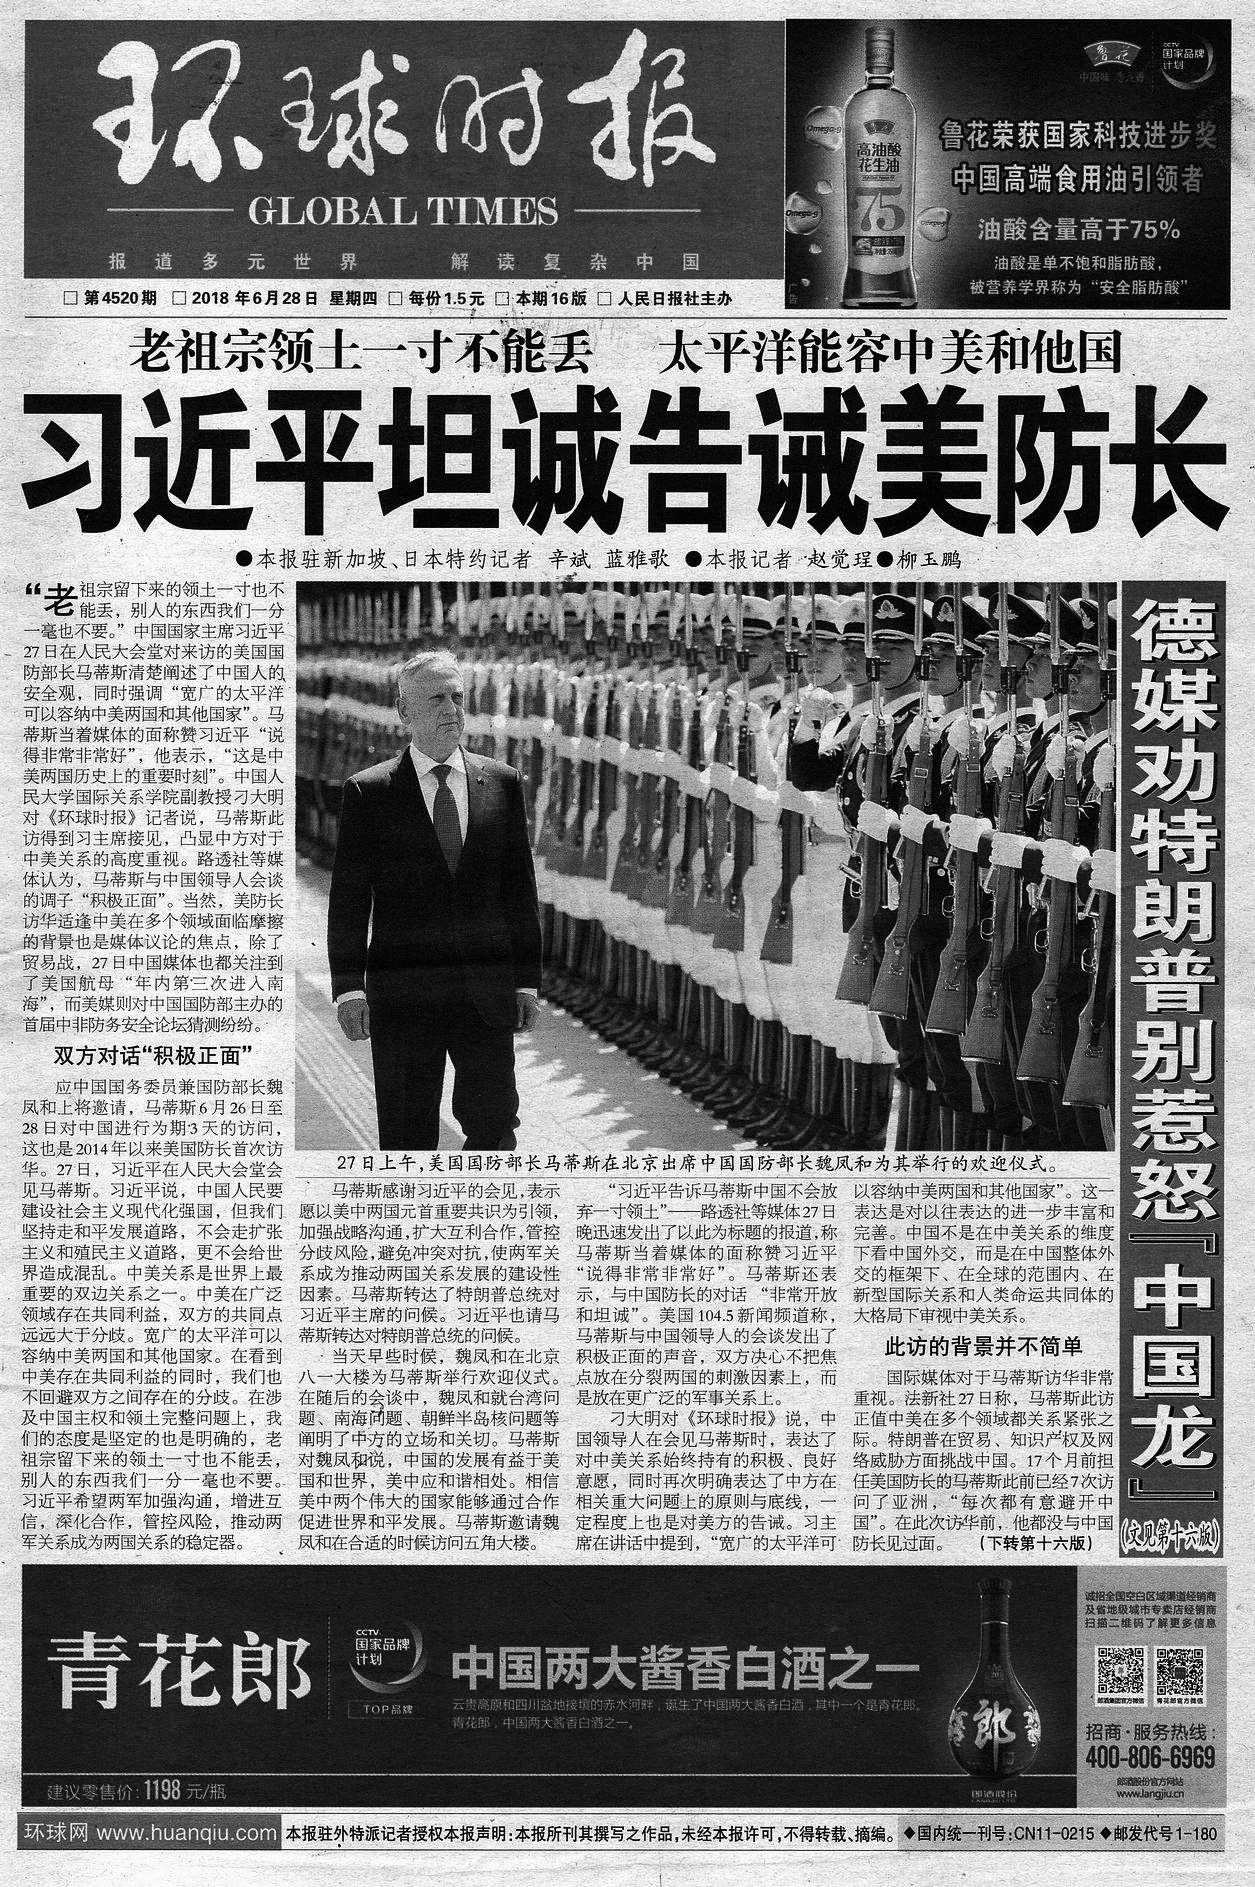 环球时报
GLOBAL TIMES
报道多元世界 解读复杂中国
□ 第4520期 □ 2018年6月28日 星期四 □ 每份1.5元 □ 本期16版 □ 人民日报社主办
鲁花
中国味 鲁花香
CCTV
国家品牌
计划
Omega-9
Omega-9
Omega-9
高油酸
花生油
75
鲁花荣获国家科技进步奖
中国高端食用油引领者
油酸含量高于75%
油酸是单不饱和脂肪酸，
被营养学界称为“安全脂肪酸”
广告
老祖宗领土一寸不能丢 太平洋能容中美和他国
习近平坦诚告诫美防长
●本报驻新加坡、日本特约记者 辛斌 蓝雅歌 ●本报记者 赵觉珵●柳玉鹏
“老祖宗留下来的领土一寸也不
能丢，别人的东西我们一分
一毫也不要。”中国国家主席习近平
27日在人民大会堂对来访的美国国
防部长马蒂斯清楚阐述了中国人的
安全观，同时强调“宽广的太平洋
可以容纳中美两国和其他国家”。马
蒂斯当着媒体的面称赞习近平“说
得非常非常好”，他表示，“这是中
美两国历史上的重要时刻”。中国人
民大学国际关系学院副教授刁大明
对《环球时报》记者说，马蒂斯此
访得到习主席接见，凸显中方对于
中美关系的高度重视。路透社等媒
体认为，马蒂斯与中国领导人会谈
的调子“积极正面”。当然，美防长
访华适逢中美在多个领域面临摩擦
的背景也是媒体议论的焦点，除了
贸易战，27日中国媒体也都关注到
了美国航母“年内第三次进入南
海”，而美媒则对中国国防部主办的
首届中非防务安全论坛猜测纷纷。
双方对话“积极正面”
应中国国务委员兼国防部长魏
凤和上将邀请，马蒂斯6月26日至
28日对中国进行为期3天的访问，
这也是2014年以来美国防长首次访
华。27日，习近平在人民大会堂会
见马蒂斯。习近平说，中国人民要
建设社会主义现代化强国，但我们
坚持走和平发展道路，不会走扩张
主义和殖民主义道路，更不会给世
界造成混乱。中美关系是世界上最
重要的双边关系之一。中美在广泛
领域存在共同利益，双方的共同点
远远大于分歧。宽广的太平洋可以
容纳中美两国和其他国家。在看到
中美存在共同利益的同时，我们也
不回避双方之间存在的分歧。在涉
及中国主权和领土完整问题上，我
们的态度是坚定的也是明确的，老
祖宗留下来的领土一寸也不能丢，
别人的东西我们一分一毫也不要。
习近平希望两军加强沟通，增进互
信，深化合作，管控风险，推动两
军关系成为两国关系的稳定器。
27日上午，美国国防部长马蒂斯在北京出席中国国防部长魏凤和为其举行的欢迎仪式。
马蒂斯感谢习近平的会见，表示
愿以美中两国元首重要共识为引领，
加强战略沟通，扩大互利合作，管控
分歧风险，避免冲突对抗，使两军关
系成为推动两国关系发展的建设性
因素。马蒂斯转达了特朗普总统对
习近平主席的问候。习近平也请马
蒂斯转达对特朗普总统的问候。
当天早些时候，魏凤和在北京
八一大楼为马蒂斯举行欢迎仪式。
在随后的会谈中，魏凤和就台湾问
题、南海问题、朝鲜半岛核问题等
阐明了中方的立场和关切。马蒂斯
对魏凤和说，中国的发展有益于美
国和世界，美中应和谐相处。相信
美中两个伟大的国家能够通过合作
促进世界和平发展。马蒂斯邀请魏
凤和在合适的时候访问五角大楼。
“习近平告诉马蒂斯中国不会放
弃一寸领土”——路透社等媒体27日
晚迅速发出了以此为标题的报道，称
马蒂斯当着媒体的面称赞习近平
“说得非常非常好”。马蒂斯还表
示，与中国防长的对话“非常开放
和坦诚”。美国104.5新闻频道称，
马蒂斯与中国领导人的会谈发出了
积极正面的声音，双方决心不把焦
点放在分裂两国的刺激因素上，而
是放在更广泛的军事关系上。
刁大明对《环球时报》说，中
国领导人在会见马蒂斯时，表达了
对中美关系始终持有的积极、良好
意愿，同时再次明确表达了中方在
相关重大问题上的原则与底线，一
定程度上也是对美方的告诫。习主
席在讲话中提到，“宽广的太平洋可
以容纳中美两国和其他国家”。这一
表达是对以往表达的进一步丰富和
完善。中国不是在中美关系的维度
下看中国外交，而是在中国整体外
交的框架下、在全球的范围内、在
新型国际关系和人类命运共同体的
大格局下审视中美关系。
此访的背景并不简单
国际媒体对于马蒂斯访华非常
重视。法新社27日称，马蒂斯此访
正值中美在多个领域都关系紧张之
际。特朗普在贸易、知识产权及网
络威胁方面挑战中国。17个月前担
任美国防长的马蒂斯此前已经7次访
问了亚洲，“每次都有意避开中
国”。在此次访华前，他都没与中国
防长见过面。 （下转第十六版）
德媒劝特朗普别惹怒『中国龙』
（文见第十六版）
青花郎
CCTV
国家品牌
计划
TOP品牌
中国两大酱香白酒之一
云贵高原和四川盆地接壤的赤水河畔，诞生了中国两大酱香白酒，其中一个是青花郎。
青花郎，中国两大酱香白酒之一。
建议零售价：1198 元/瓶
郎
郎酒股份
诚招全国空白区域渠道经销商
及省地级城市专卖店经销商
扫描二维码了解更多信息
郎酒集团官方微信 青花郎官方微信
招商·服务热线：
400-806-6969
郎酒股份官方网站
www.langjiu.cn
环球网 www.huanqiu.com
本报驻外特派记者授权本报声明：本报所刊其撰写之作品，未经本报许可，不得转载、摘编。
◆国内统一刊号：CN11-0215 ◆邮发代号1-180